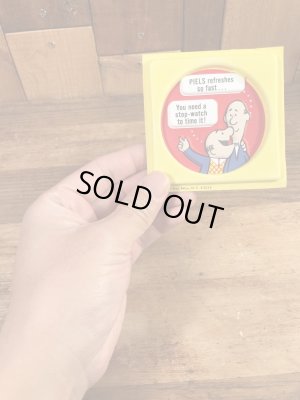 PIELS refreshes
so fast...
You need a
stop-watch
to time it!
SOLD OUT